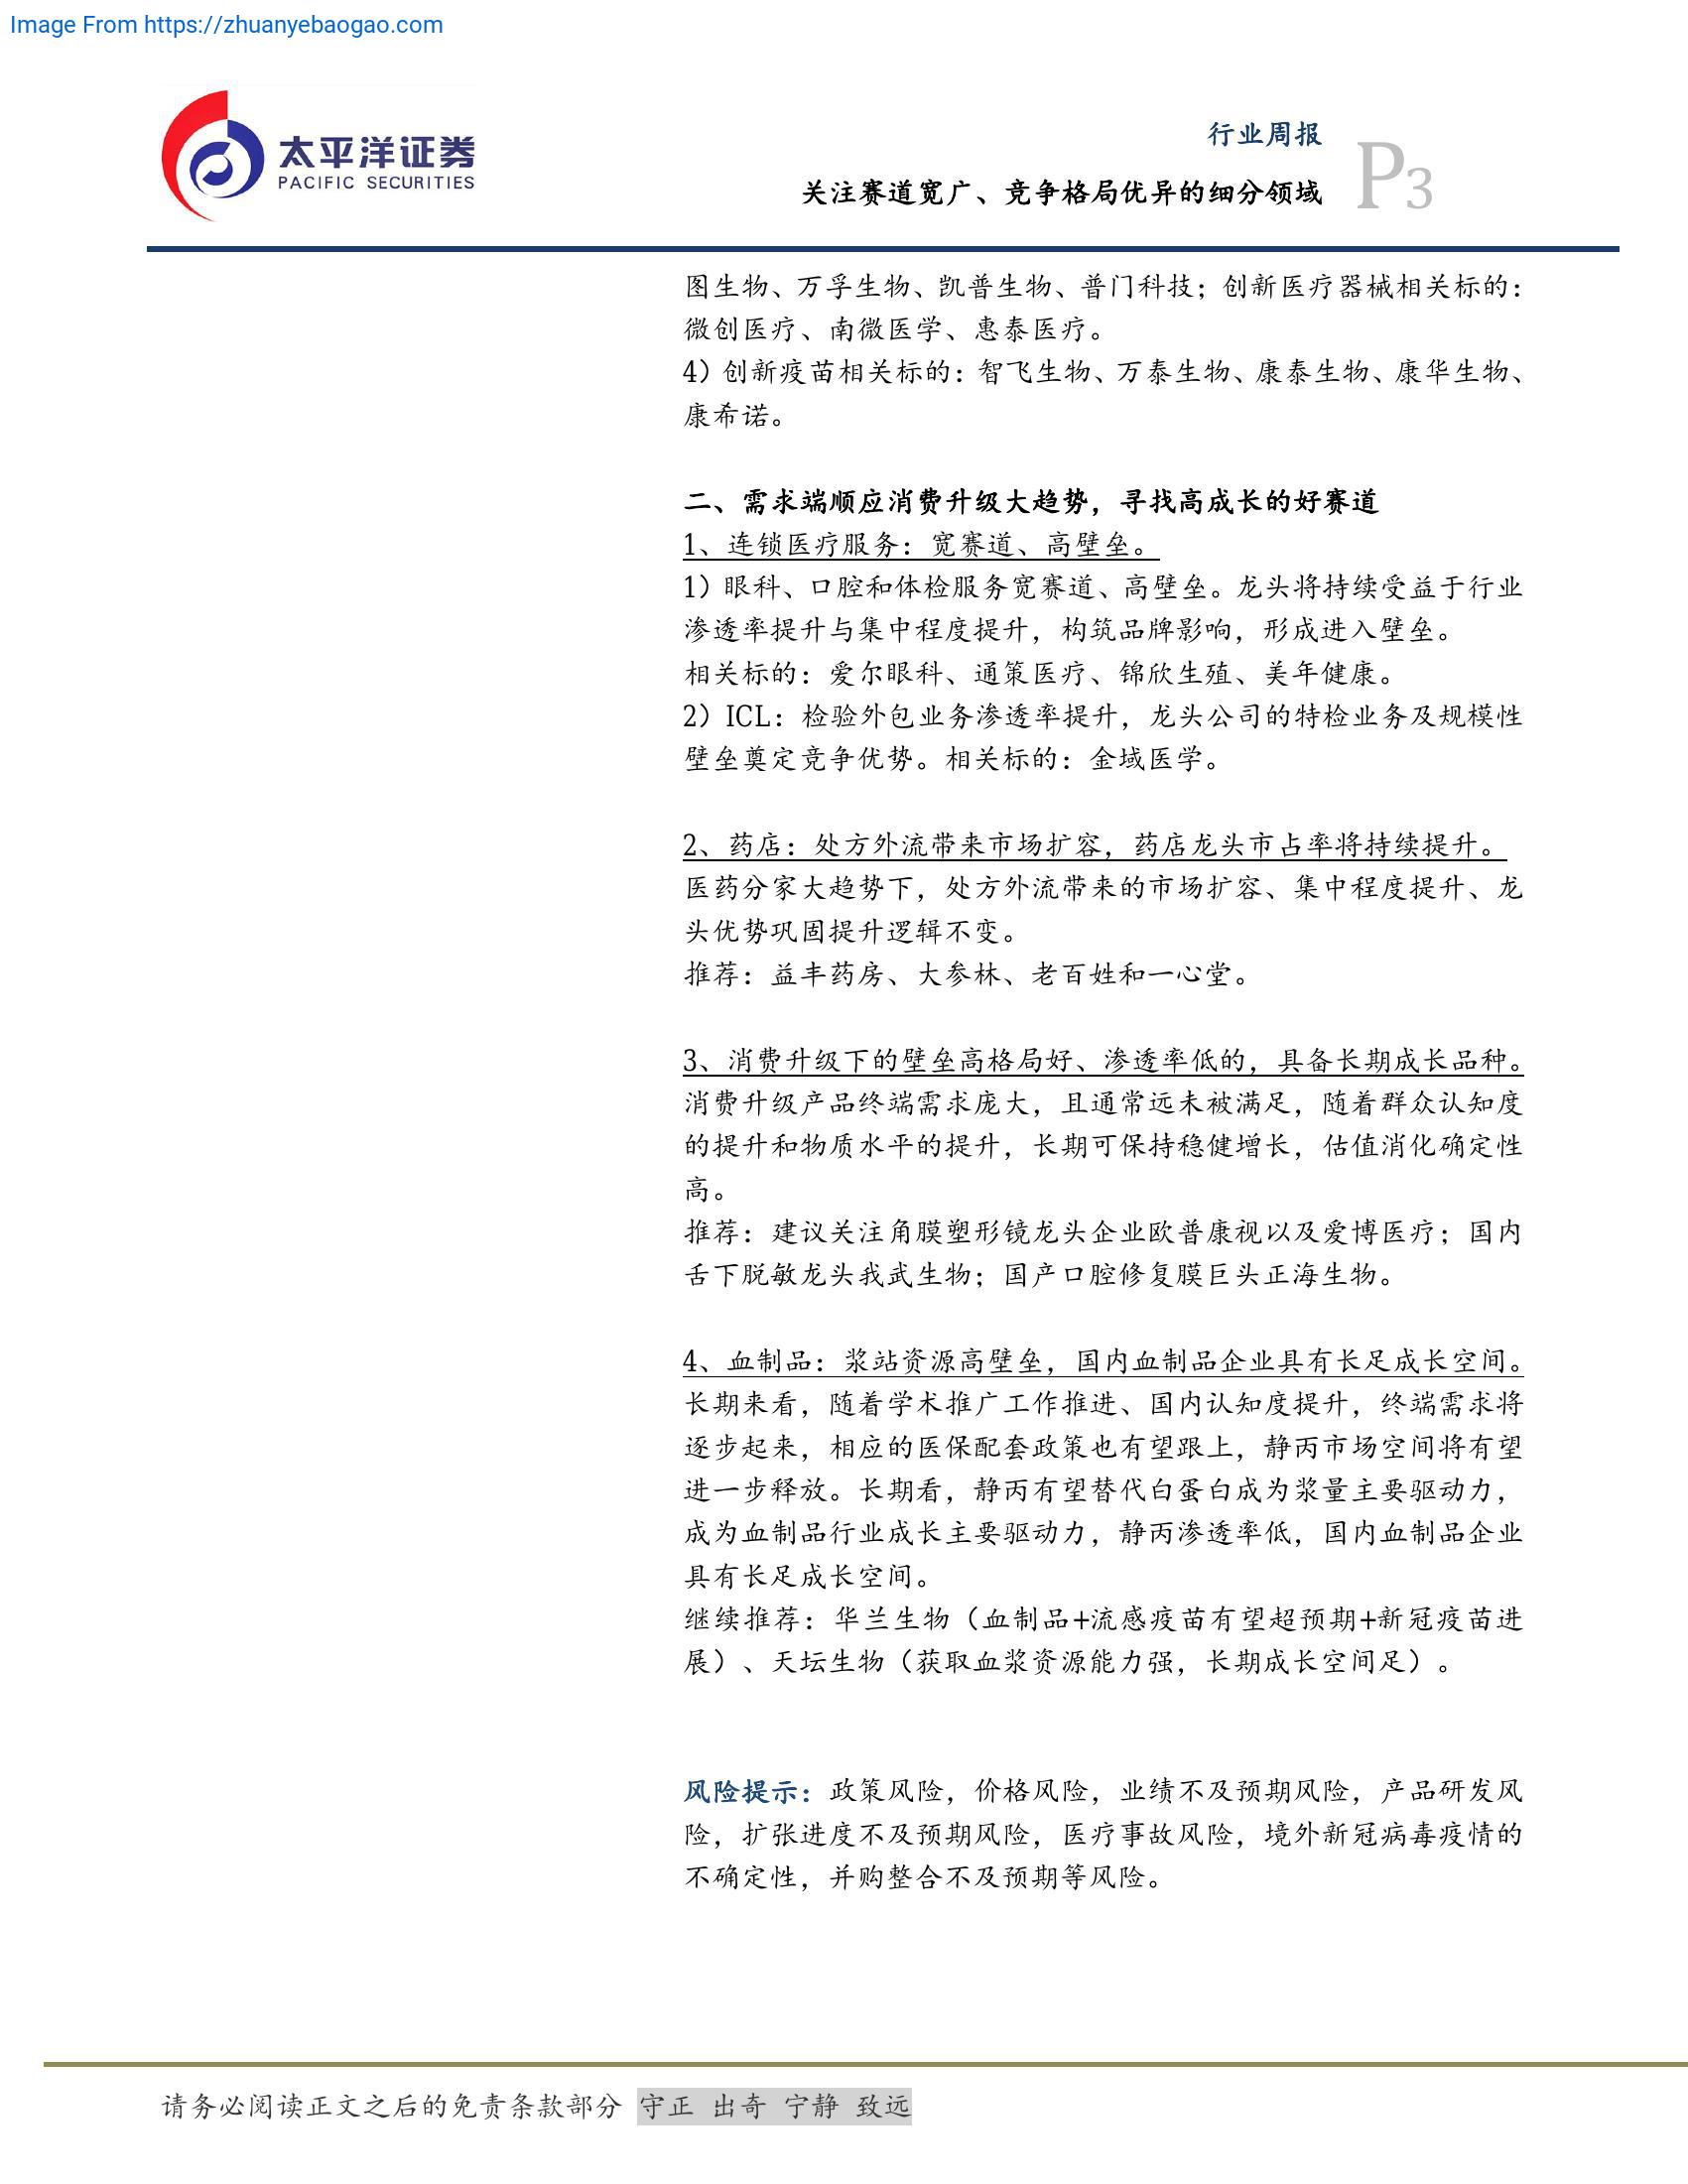 Image From https://zhuanyebaogao.com
太平洋证券
PACIFIC SECURITIES
行业周报
关注赛道宽广、竞争格局优异的细分领域
P3
图生物、万孚生物、凯普生物、普门科技；创新医疗器械相关标的：
微创医疗、南微医学、惠泰医疗。
4）创新疫苗相关标的：智飞生物、万泰生物、康泰生物、康华生物、
康希诺。
二、需求端顺应消费升级大趋势，寻找高成长的好赛道
1、连锁医疗服务：宽赛道、高壁垒。
1）眼科、口腔和体检服务宽赛道、高壁垒。龙头将持续受益于行业
渗透率提升与集中程度提升，构筑品牌影响，形成进入壁垒。
相关标的：爱尔眼科、通策医疗、锦欣生殖、美年健康。
2）ICL：检验外包业务渗透率提升，龙头公司的特检业务及规模性
壁垒奠定竞争优势。相关标的：金域医学。
2、药店：处方外流带来市场扩容，药店龙头市占率将持续提升。
医药分家大趋势下，处方外流带来的市场扩容、集中程度提升、龙
头优势巩固提升逻辑不变。
推荐：益丰药房、大参林、老百姓和一心堂。
3、消费升级下的壁垒高格局好、渗透率低的，具备长期成长品种。
消费升级产品终端需求庞大，且通常远未被满足，随着群众认知度
的提升和物质水平的提升，长期可保持稳健增长，估值消化确定性
高。
推荐：建议关注角膜塑形镜龙头企业欧普康视以及爱博医疗；国内
舌下脱敏龙头我武生物；国产口腔修复膜巨头正海生物。
4、血制品：浆站资源高壁垒，国内血制品企业具有长足成长空间。
长期来看，随着学术推广工作推进、国内认知度提升，终端需求将
逐步起来，相应的医保配套政策也有望跟上，静丙市场空间将有望
进一步释放。长期看，静丙有望替代白蛋白成为浆量主要驱动力，
成为血制品行业成长主要驱动力，静丙渗透率低，国内血制品企业
具有长足成长空间。
继续推荐：华兰生物（血制品+流感疫苗有望超预期+新冠疫苗进
展）、天坛生物（获取血浆资源能力强，长期成长空间足）。
风险提示：政策风险，价格风险，业绩不及预期风险，产品研发风
险，扩张进度不及预期风险，医疗事故风险，境外新冠病毒疫情的
不确定性，并购整合不及预期等风险。
请务必阅读正文之后的免责条款部分 守正 出奇 宁静 致远